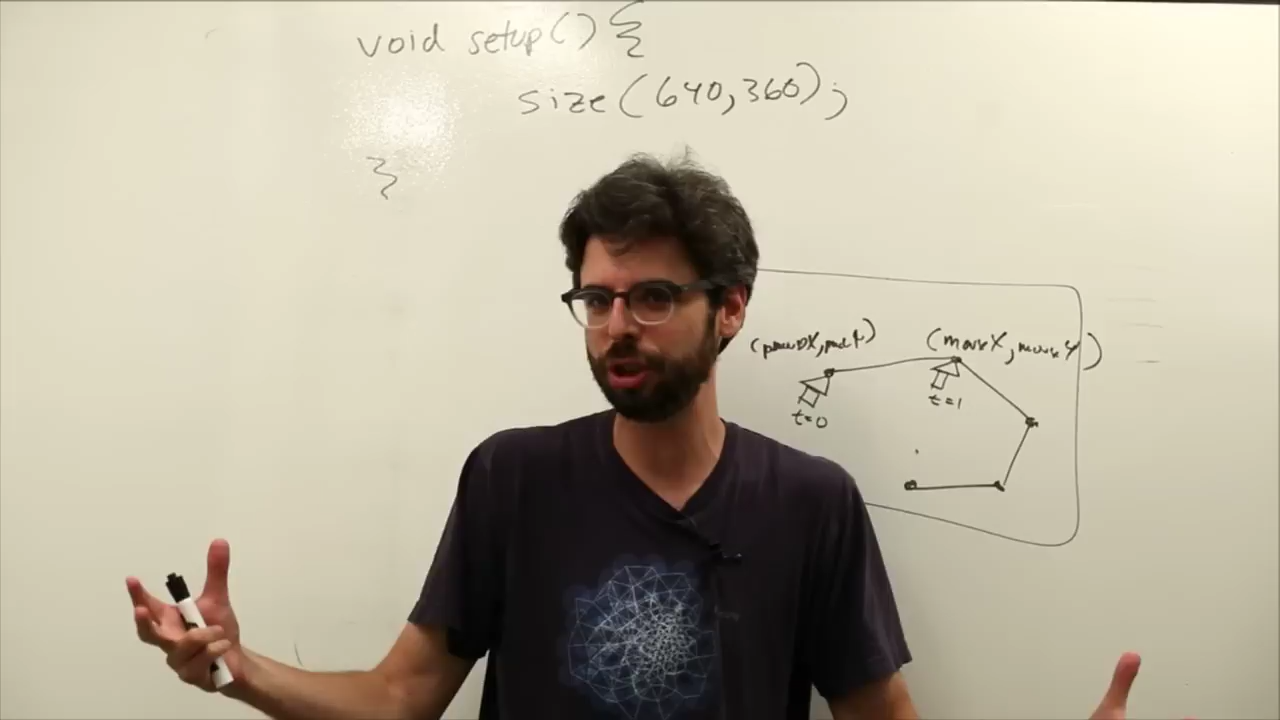 void setup() {
size(640,360);
}
(mouseX, mouseY)
t=0
t=1